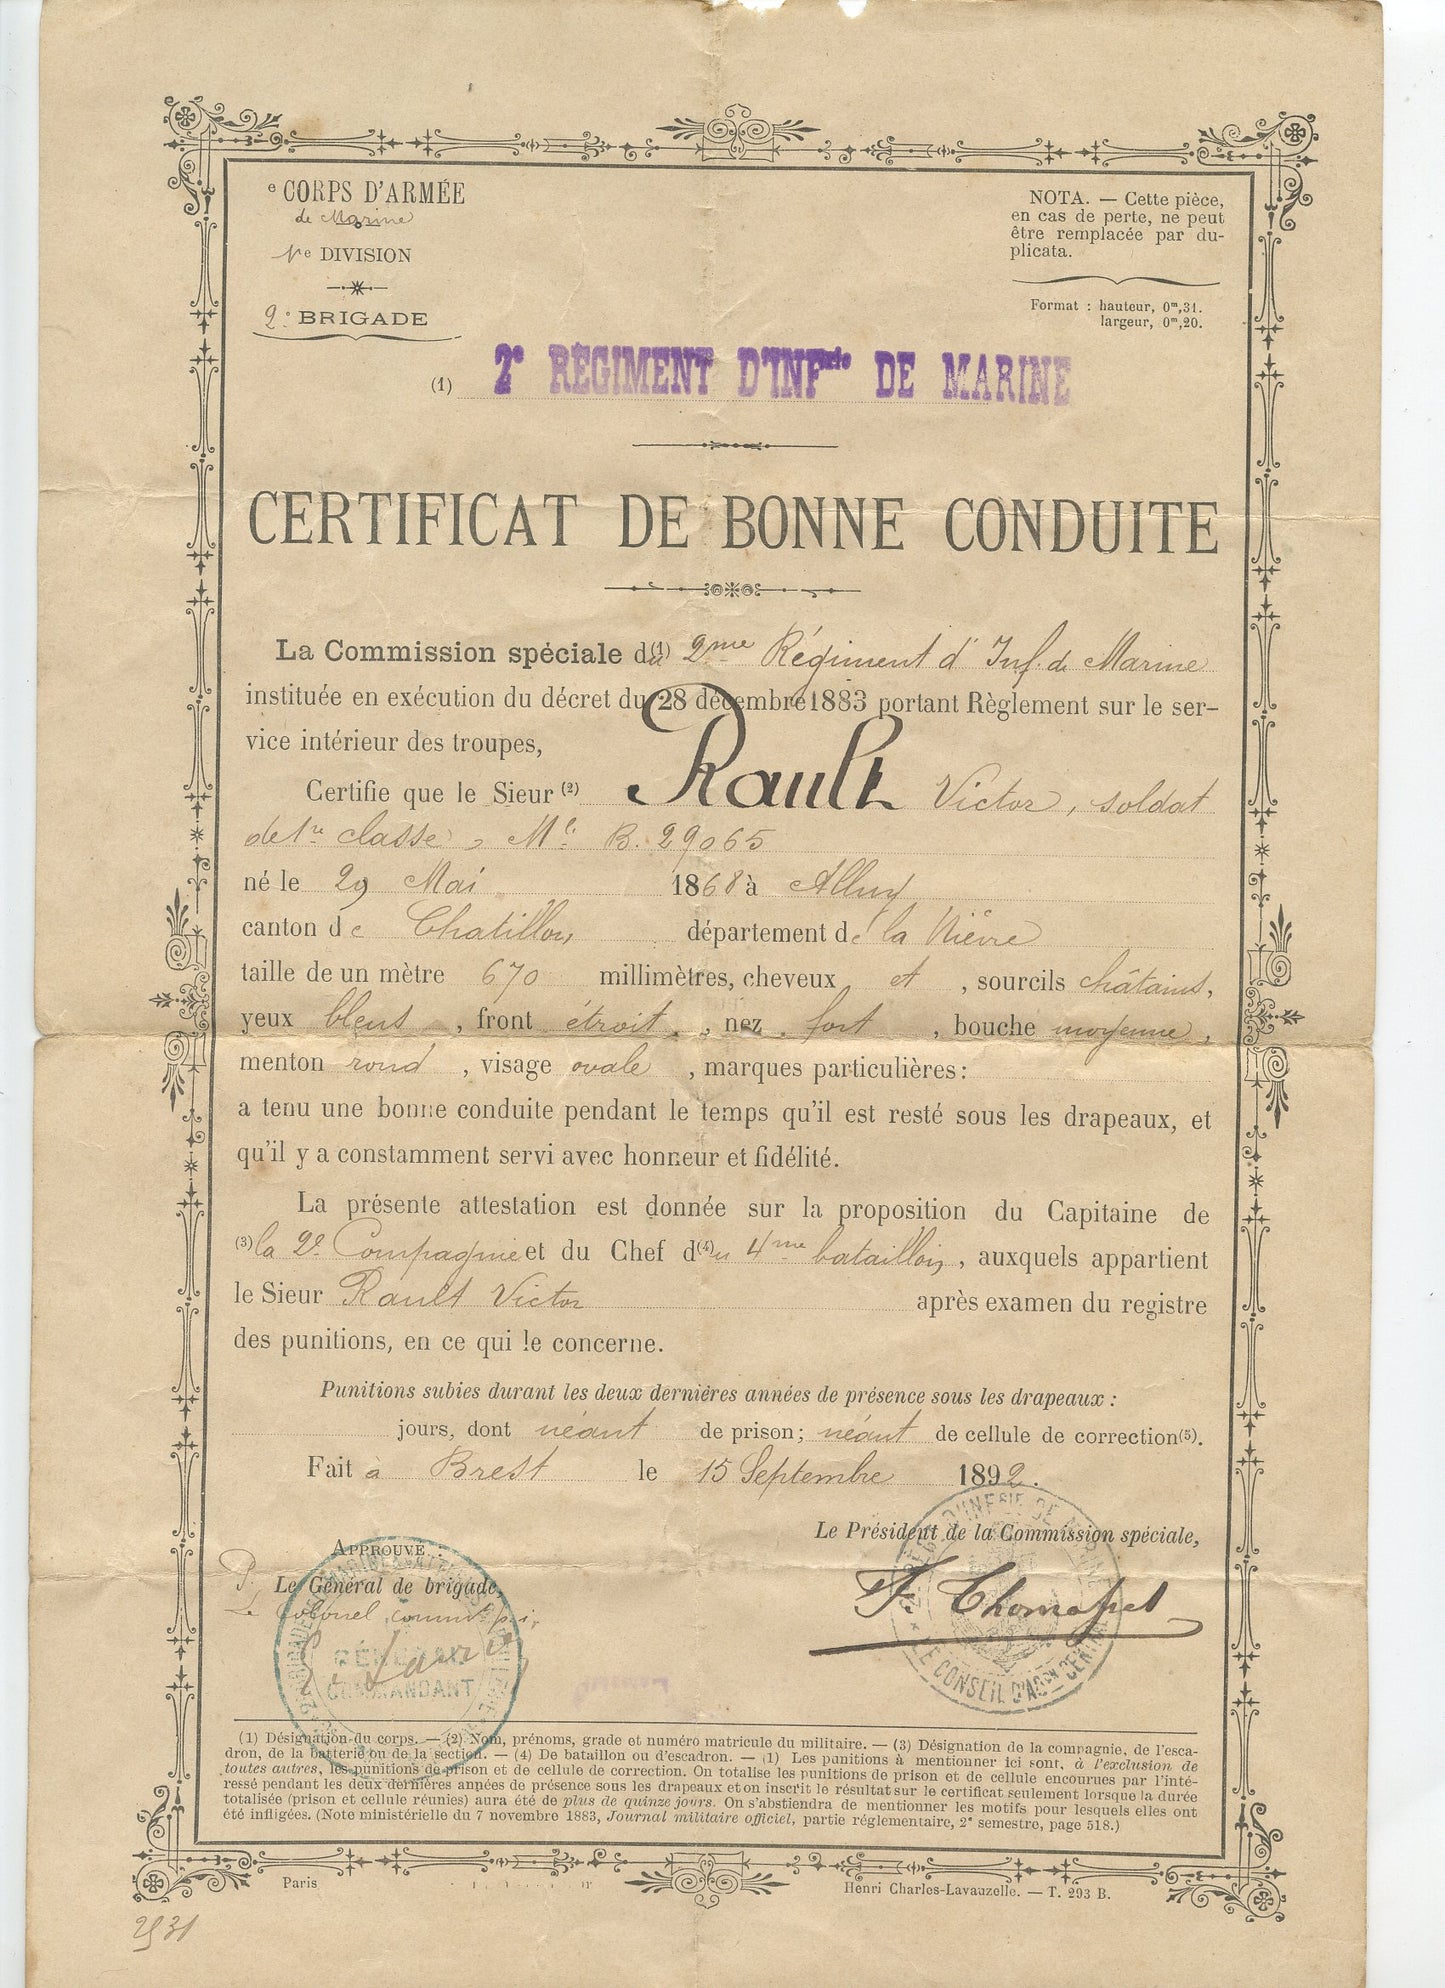 e CORPS D'ARMÉE
de Marine
1re DIVISION
2e BRIGADE
NOTA. — Cette pièce,
en cas de perte, ne peut
être remplacée par du-
plicata.
Format : hauteur, 0m,31.
largeur, 0m,20.
(1) 2e RÉGIMENT D'INFrie DE MARINE
CERTIFICAT DE BONNE CONDUITE
La Commission spéciale du (1) 2me Régiment d'Inf. de Marine
instituée en exécution du décret du 28 décembre 1883 portant Règlement sur le ser-
vice intérieur des troupes,
Certifie que le Sieur (2) Rault Victor, soldat
de 1re classe, Mle B. 29065
né le 29 Mai 1868 à Alluy
canton de Chatillon département de la Nièvre
taille de un mètre 670 millimètres, cheveux et , sourcils châtains,
yeux bleus , front étroit , nez fort , bouche moyenne ,
menton rond , visage ovale , marques particulières :
a tenu une bonne conduite pendant le temps qu'il est resté sous les drapeaux, et
qu'il y a constamment servi avec honneur et fidélité.
La présente attestation est donnée sur la proposition du Capitaine de
(3) la 2e Compagnie et du Chef du (4) 4me bataillon, auxquels appartient
le Sieur Rault Victor après examen du registre
des punitions, en ce qui le concerne.
Punitions subies durant les deux dernières années de présence sous les drapeaux :
jours, dont néant de prison; néant de cellule de correction (5).
Fait à Brest le 15 Septembre 1892.
APPROUVÉ :
P. Le Général de brigade,
Le Colonel commt p.i.
GÉNÉRAL
COMMANDANT
Le Président de la Commission spéciale,
LE CONSEIL D'ADon CENTRAL
(1) Désignation du corps. — (2) Nom, prénoms, grade et numéro matricule du militaire. — (3) Désignation de la compagnie, de l'esca-
dron, de la batterie ou de la section. — (4) De bataillon ou d'escadron. — (1) Les punitions à mentionner ici sont, à l'exclusion de
toutes autres, les punitions de prison et de cellule de correction. On totalise les punitions de prison et de cellule encourues par l'inté-
ressé pendant les deux dernières années de présence sous les drapeaux et on inscrit le résultat sur le certificat seulement lorsque la durée
totalisée (prison et cellule réunies) aura été de plus de quinze jours. On s'abstiendra de mentionner les motifs pour lesquels elles ont
été infligées. (Note ministérielle du 7 novembre 1883, Journal militaire officiel, partie réglementaire, 2e semestre, page 518.)
Paris
Henri Charles-Lavauzelle. — T. 293 B.
2531